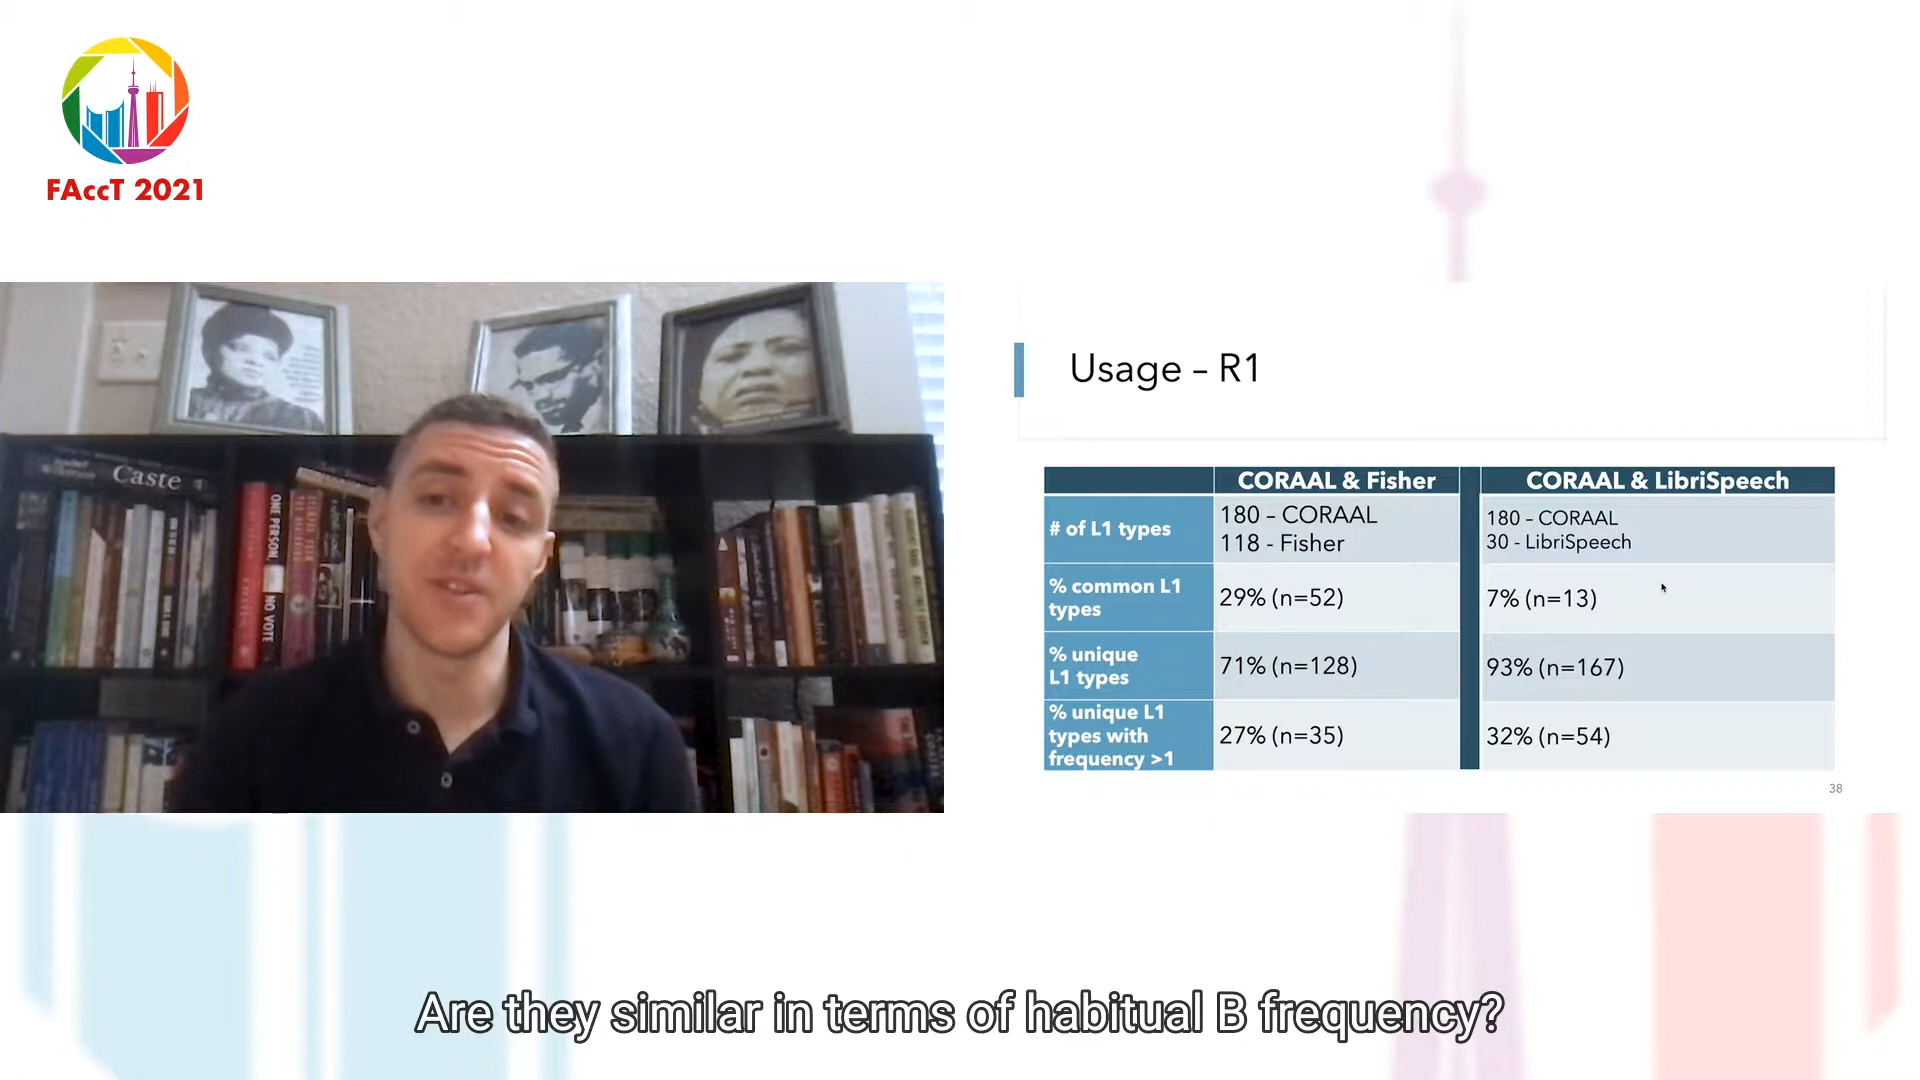 FAccT 2021
Caste
ONE PERSON,
NO VOTE
Usage – R1
CORAAL & Fisher
CORAAL & LibriSpeech
# of L1 types
180 – CORAAL
118 - Fisher
180 – CORAAL
30 - LibriSpeech
% common L1
types
29% (n=52)
7% (n=13)
% unique
L1 types
71% (n=128)
93% (n=167)
% unique L1
types with
frequency >1
27% (n=35)
32% (n=54)
38
Are they similar in terms of habitual B frequency?